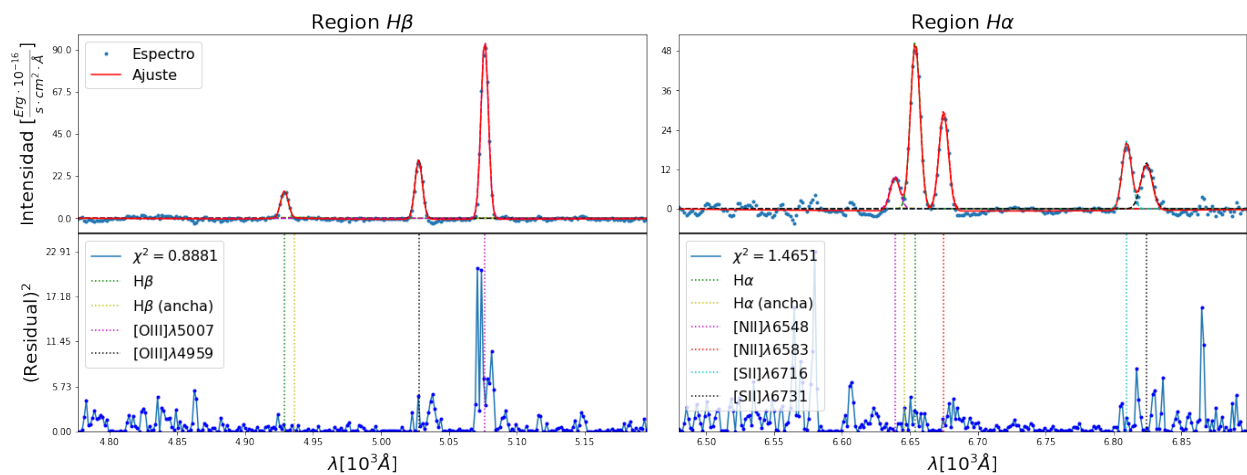 Region Hβ
Intensidad [Erg·10⁻¹⁶ / s·cm²·Å]
90.0
67.5
45.0
22.5
0.0
Espectro
Ajuste
(Residual)²
22.91
17.18
11.45
5.73
0.00
χ² = 0.8881
Hβ
Hβ (ancha)
[OIII]λ5007
[OIII]λ4959
4.80 4.85 4.90 4.95 5.00 5.05 5.10 5.15
λ[10³Å]
Region Hα
48
36
24
12
0
χ² = 1.4651
Hα
Hα (ancha)
[NII]λ6548
[NII]λ6583
[SII]λ6716
[SII]λ6731
6.50 6.55 6.60 6.65 6.70 6.75 6.80 6.85
λ[10³Å]